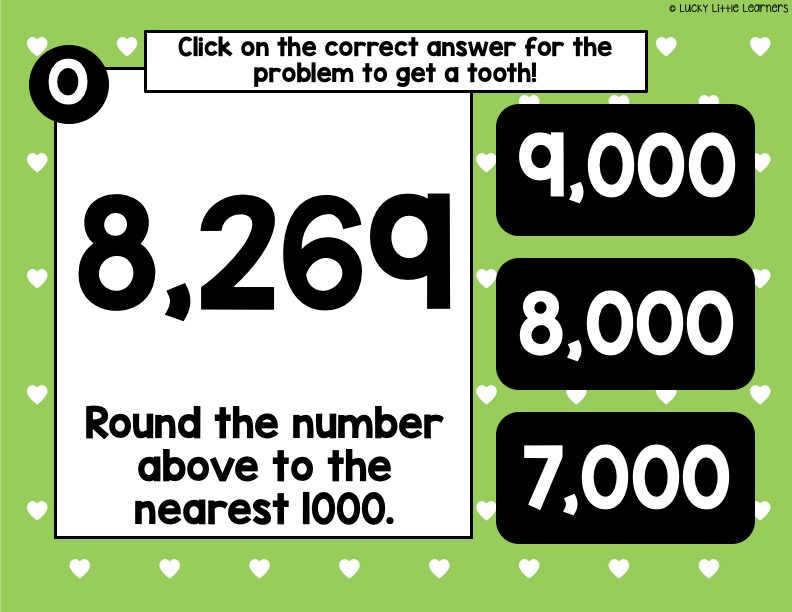 © Lucky Little Learners
Click on the correct answer for the
problem to get a tooth!
0
8,269
Round the number
above to the
nearest 1000.
9,000
8,000
7,000